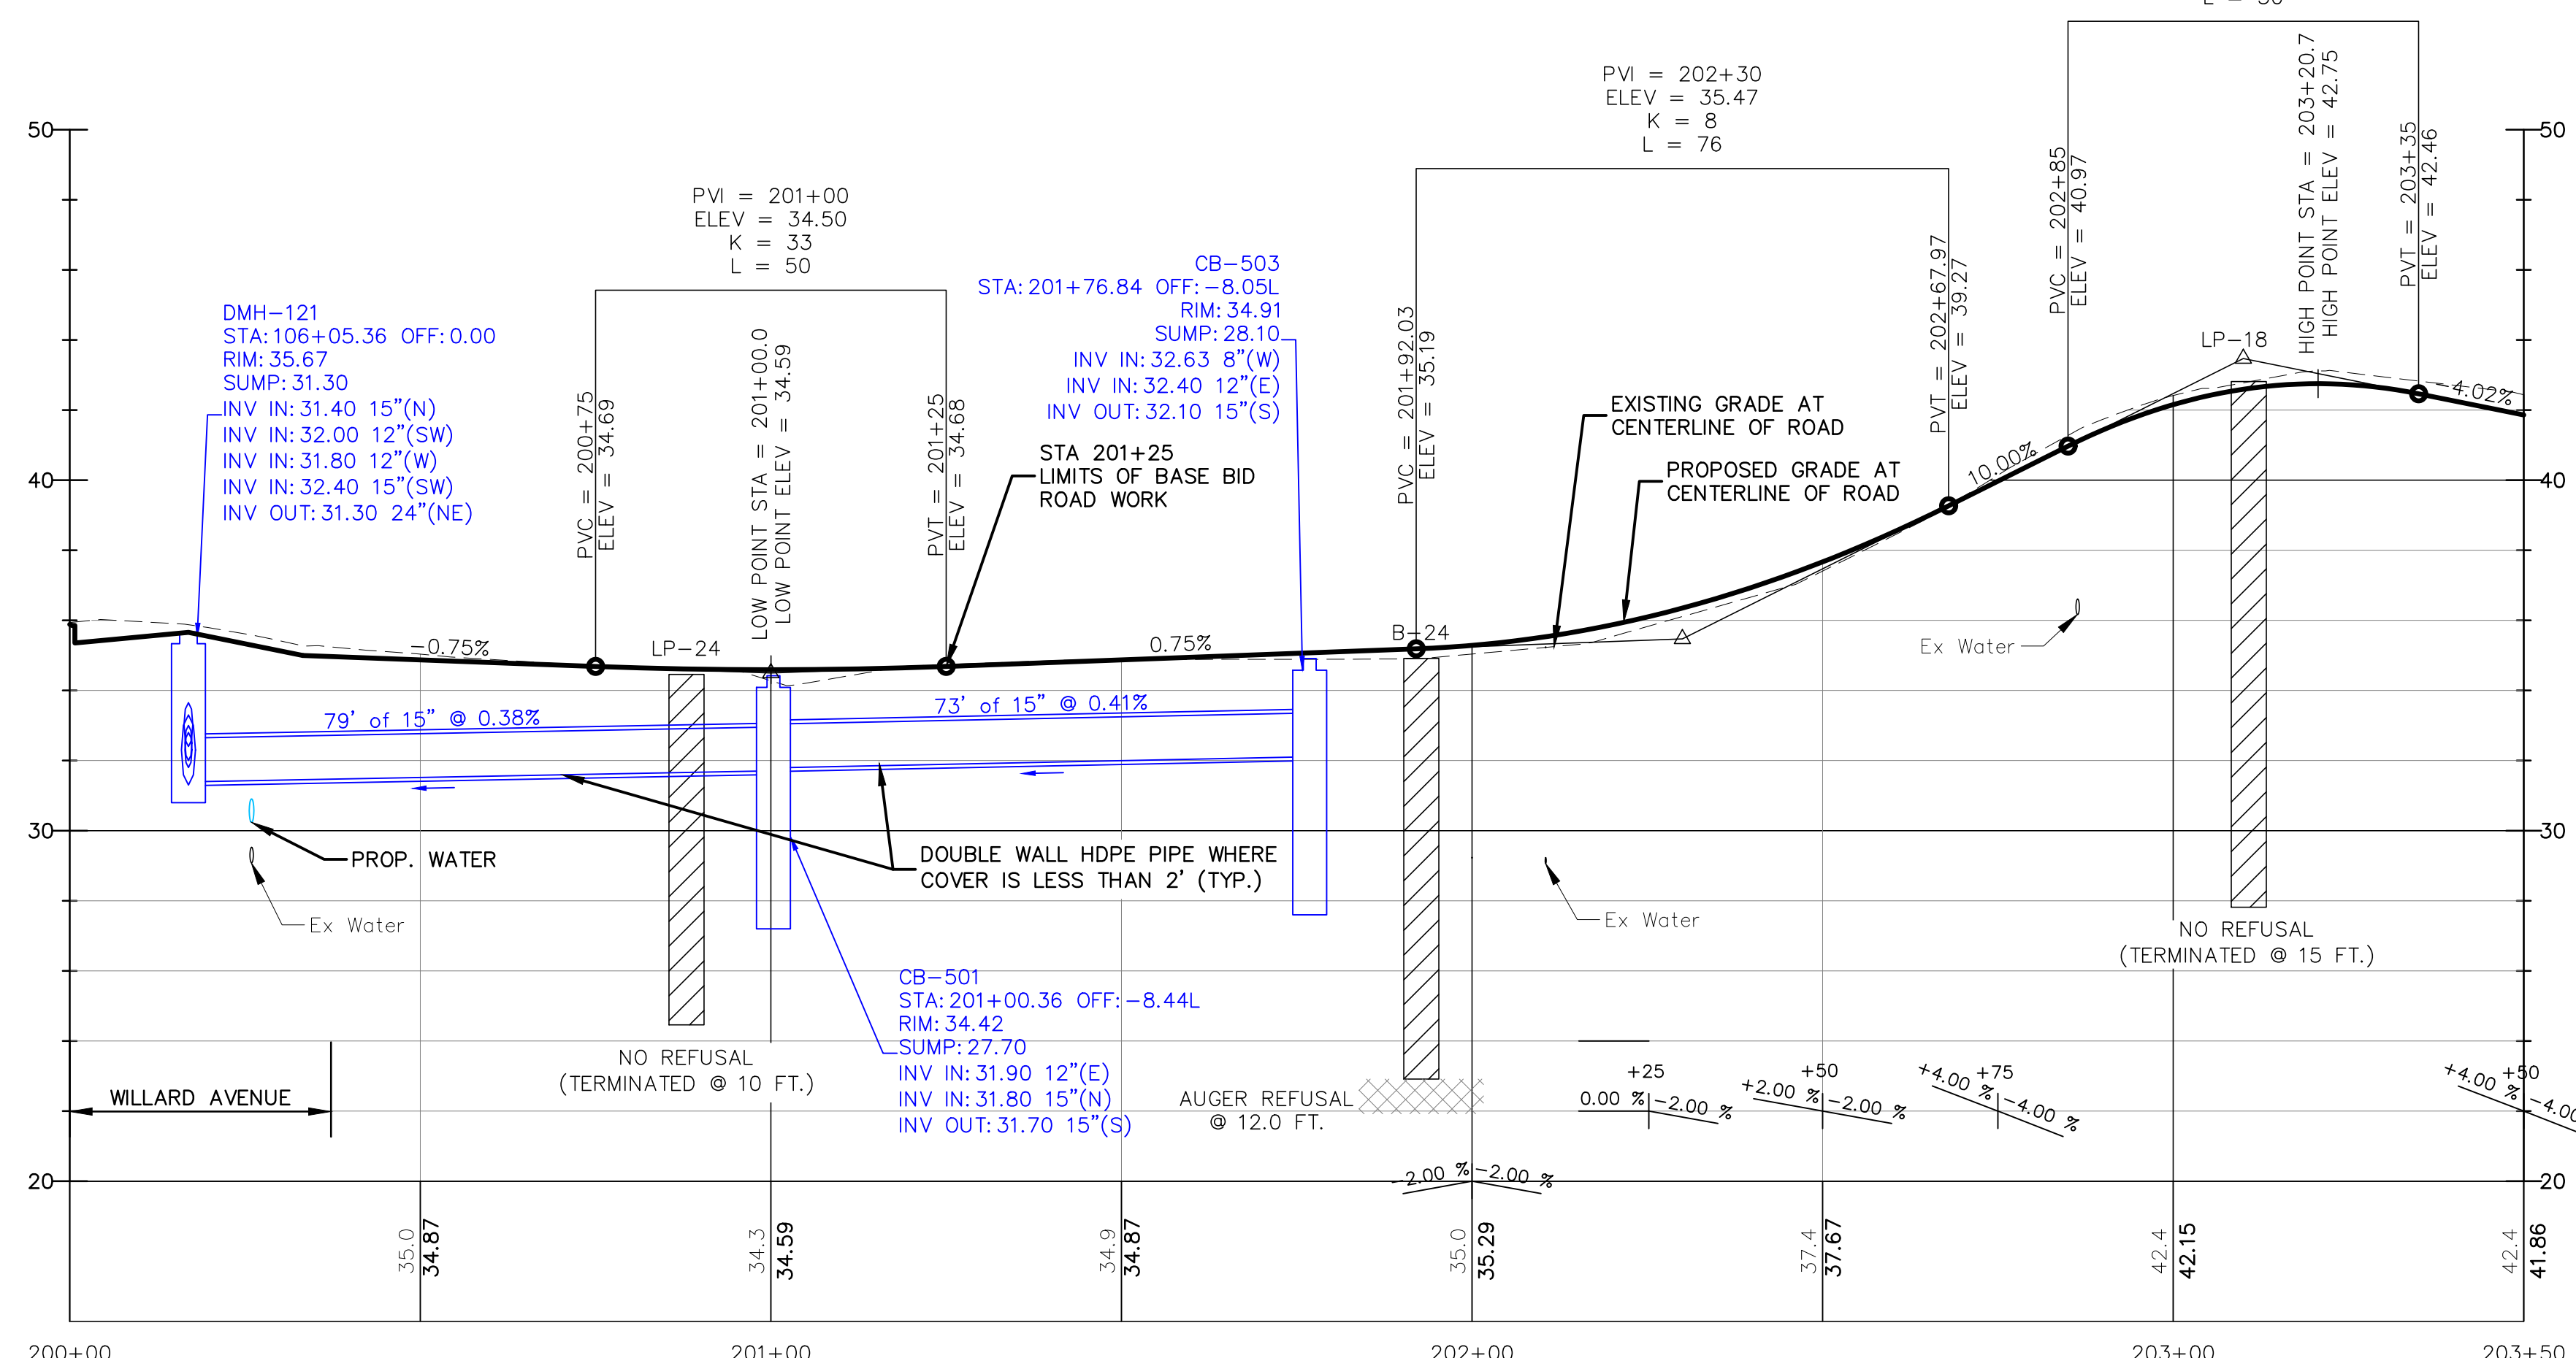 PVI = 202+30
ELEV = 35.47
K = 8
L = 76
PVI = 201+00
ELEV = 34.50
K = 33
L = 50
50
50
40
40
30
30
20
20
DMH-121
STA: 106+05.36 OFF: 0.00
RIM: 35.67
SUMP: 31.30
INV IN: 31.40 15"(N)
INV IN: 32.00 12"(SW)
INV IN: 31.80 12"(W)
INV IN: 32.40 15"(SW)
INV OUT: 31.30 24"(NE)
PVC = 200+75
ELEV = 34.69
LOW POINT STA = 201+00.0
LOW POINT ELEV = 34.59
PVT = 201+25
ELEV = 34.68
CB-503
STA: 201+76.84 OFF: -8.05L
RIM: 34.91
SUMP: 28.10
INV IN: 32.63 8"(W)
INV IN: 32.40 12"(E)
INV OUT: 32.10 15"(S)
STA 201+25
LIMITS OF BASE BID
ROAD WORK
PVC = 201+92.03
ELEV = 35.19
EXISTING GRADE AT
CENTERLINE OF ROAD
PROPOSED GRADE AT
CENTERLINE OF ROAD
PVT = 202+67.97
ELEV = 39.27
PVC = 202+85
ELEV = 40.97
HIGH POINT STA = 203+20.7
HIGH POINT ELEV = 42.75
PVT = 203+35
ELEV = 42.46
LP-18
-4.02%
10.00%
-0.75%
LP-24
0.75%
B-24
79' of 15" @ 0.38%
73' of 15" @ 0.41%
PROP. WATER
Ex Water
DOUBLE WALL HDPE PIPE WHERE
COVER IS LESS THAN 2' (TYP.)
Ex Water
Ex Water
NO REFUSAL
(TERMINATED @ 15 FT.)
CB-501
STA: 201+00.36 OFF: -8.44L
RIM: 34.42
SUMP: 27.70
INV IN: 31.90 12"(E)
INV IN: 31.80 15"(N)
INV OUT: 31.70 15"(S)
NO REFUSAL
(TERMINATED @ 10 FT.)
WILLARD AVENUE
AUGER REFUSAL
@ 12.0 FT.
+25
0.00 % -2.00 %
+50
+2.00 % -2.00 %
+75
+4.00 % -4.00 %
+50
+4.00 %
-2.00 % -2.00 %
35.0
34.87
34.3
34.59
34.9
34.87
35.0
35.29
37.4
37.67
42.4
42.15
42.4
41.86
200+00
201+00
202+00
203+00
203+50